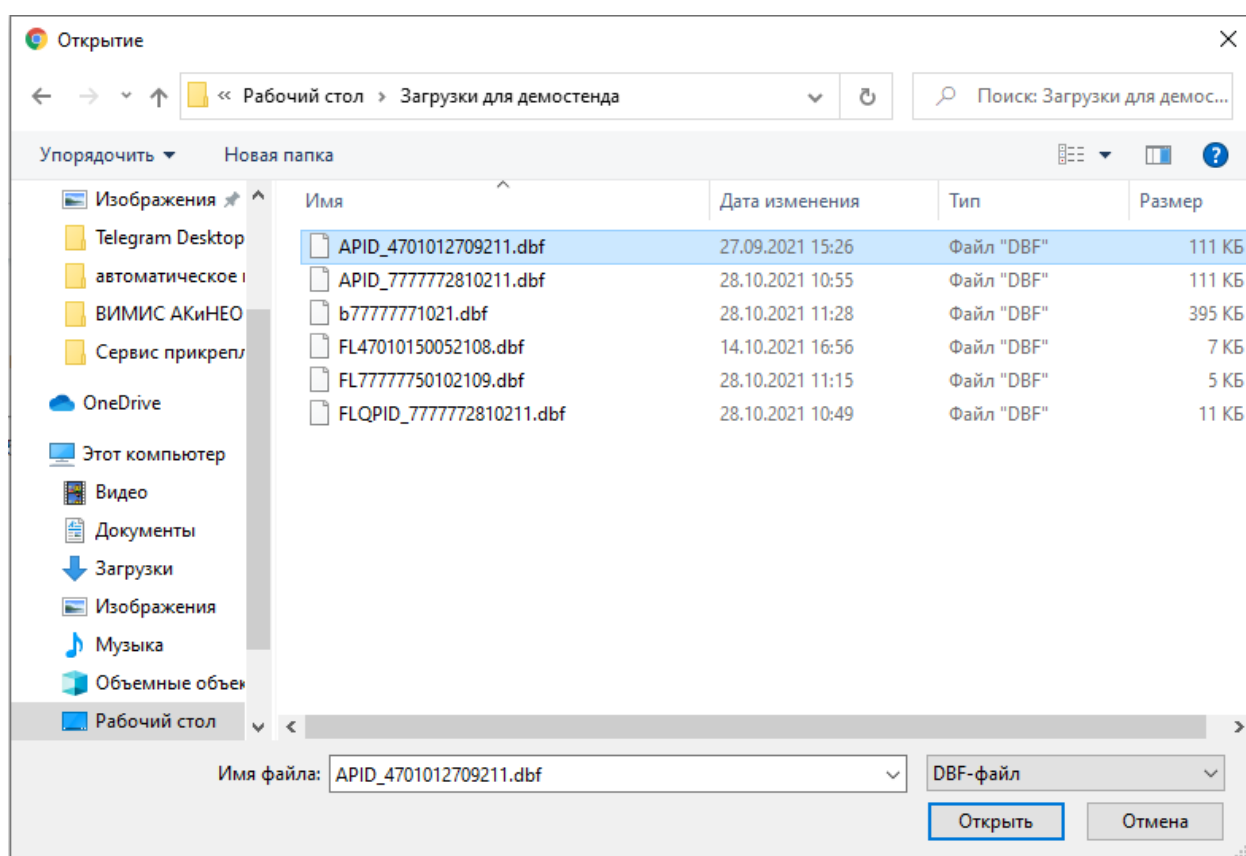 Открытие
« Рабочий стол › Загрузки для демостенда
Поиск: Загрузки для демос...
Упорядочить Новая папка
Имя Дата изменения Тип Размер
Изображения
Telegram Desktop
автоматическое
ВИМИС АКиНЕО
Сервис прикрепл
OneDrive
Этот компьютер
Видео
Документы
Загрузки
Изображения
Музыка
Объемные объек
Рабочий стол
APID_4701012709211.dbf 27.09.2021 15:26 Файл "DBF" 111 КБ
APID_7777772810211.dbf 28.10.2021 10:55 Файл "DBF" 111 КБ
b77777771021.dbf 28.10.2021 11:28 Файл "DBF" 395 КБ
FL47010150052108.dbf 14.10.2021 16:56 Файл "DBF" 7 КБ
FL77777750102109.dbf 28.10.2021 11:15 Файл "DBF" 5 КБ
FLQPID_7777772810211.dbf 28.10.2021 10:49 Файл "DBF" 11 КБ
Имя файла: APID_4701012709211.dbf DBF-файл
Открыть Отмена